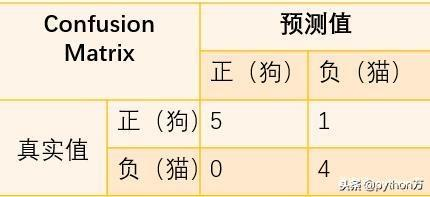 Confusion
Matrix
预测值
正（狗）
负（猫）
真实值
正（狗）
5
1
负（猫）
0
4
头条 @python万